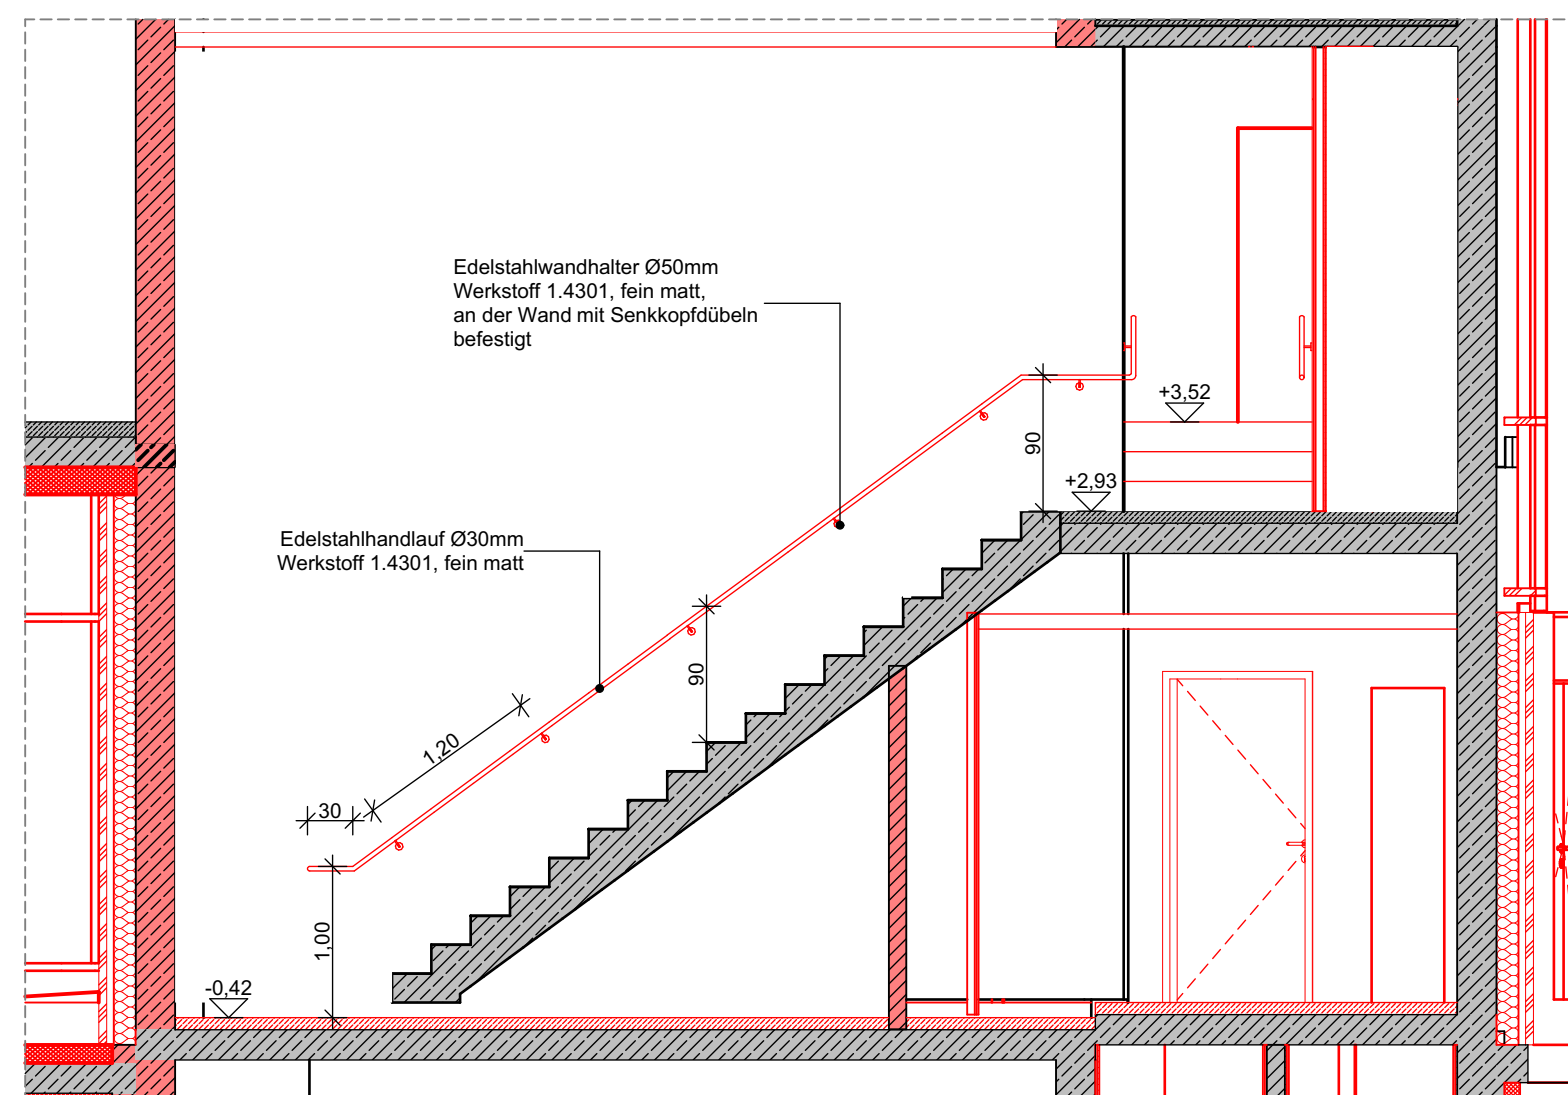 Edelstahlwandhalter Ø50mm
Werkstoff 1.4301, fein matt,
an der Wand mit Senkkopfdübeln
befestigt
+3,52
90
+2,93
Edelstahlhandlauf Ø30mm
Werkstoff 1.4301, fein matt
90
1,20
30
1,00
-0,42